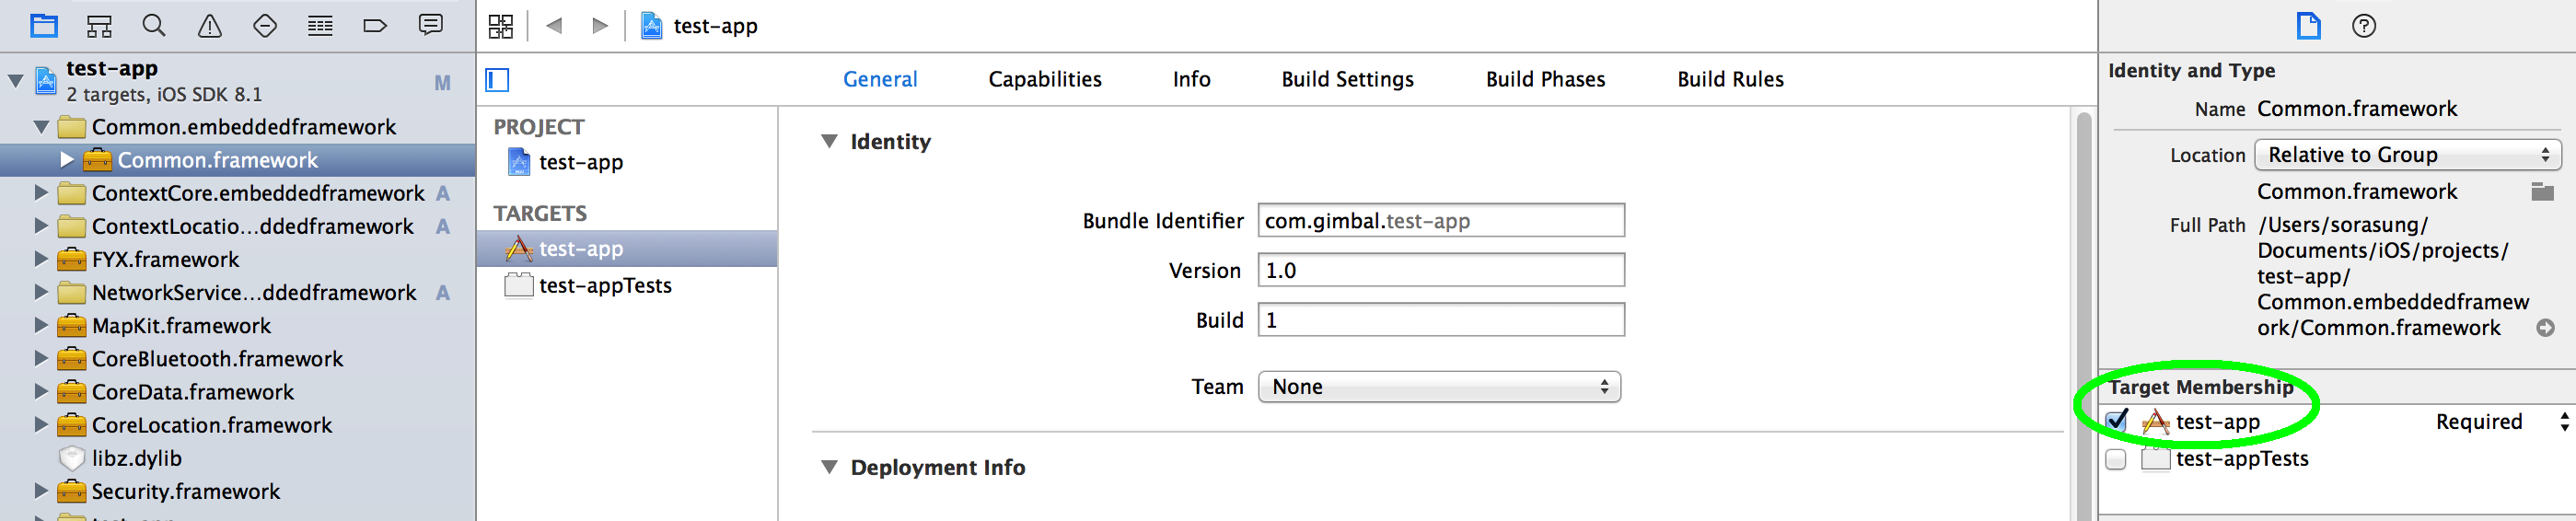 test-app
2 targets, iOS SDK 8.1
M
Common.embeddedframework
Common.framework
ContextCore.embeddedframework A
ContextLocatio...ddedframework A
FYX.framework
NetworkService...ddedframework A
MapKit.framework
CoreBluetooth.framework
CoreData.framework
CoreLocation.framework
libz.dylib
Security.framework
test-app
General Capabilities Info Build Settings Build Phases Build Rules
PROJECT
test-app
TARGETS
test-app
test-appTests
Identity
Bundle Identifier com.gimbal.test-app
Version 1.0
Build 1
Team None
Deployment Info
Identity and Type
Name Common.framework
Location Relative to Group
Common.framework
Full Path /Users/sorasung/
Documents/iOS/projects/
test-app/
Common.embeddedframew
ork/Common.framework
Target Membership
test-app Required
test-appTests